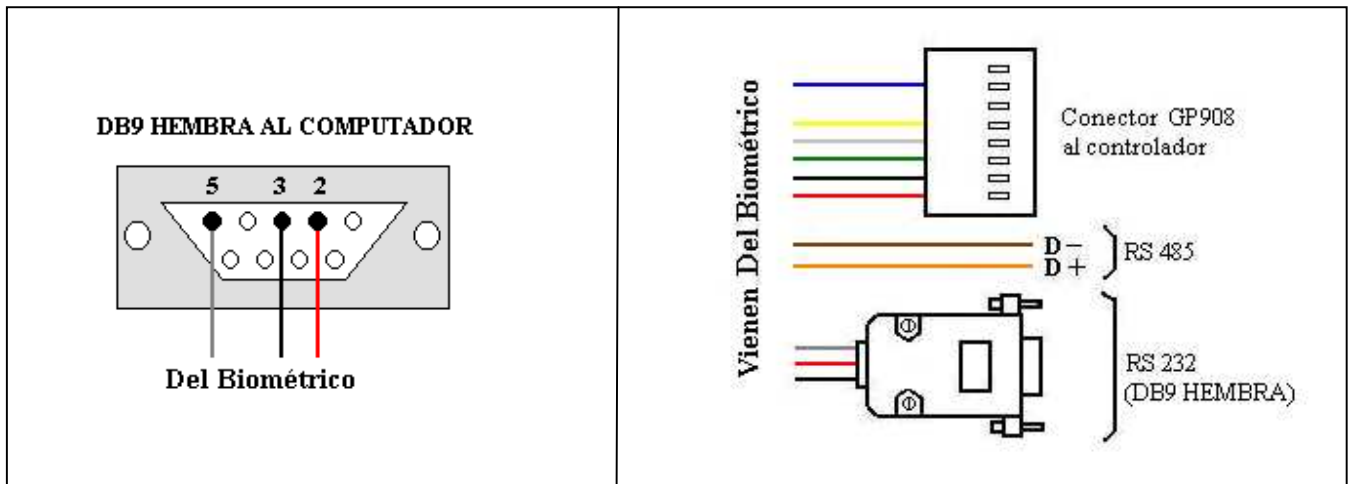 DB9 HEMBRA AL COMPUTADOR
5 3 2
Del Biométrico
Vienen Del Biométrico
Conector GP908
al controlador
D −
D +
RS 485
RS 232
(DB9 HEMBRA)